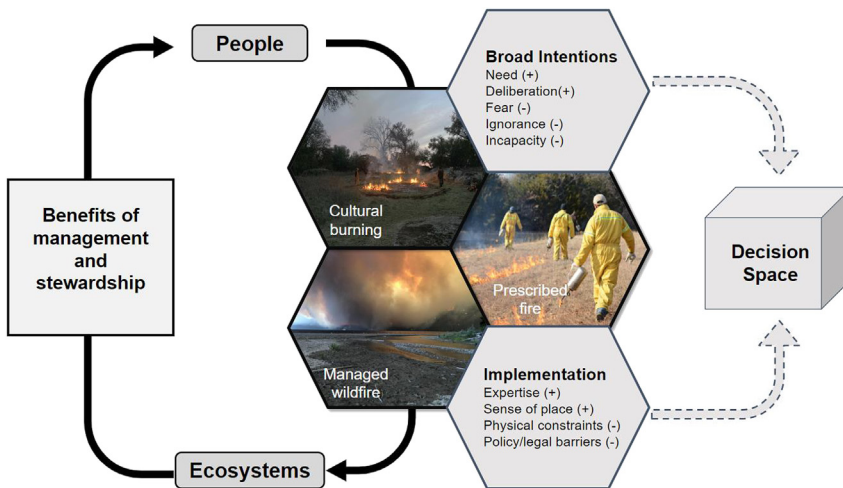 People
Broad Intentions
Need (+)
Deliberation(+)
Fear (-)
Ignorance (-)
Incapacity (-)
Cultural
burning
Benefits of
management
and
stewardship
Prescribed
fire
Decision
Space
Managed
wildfire
Implementation
Expertise (+)
Sense of place (+)
Physical constraints (-)
Policy/legal barriers (-)
Ecosystems